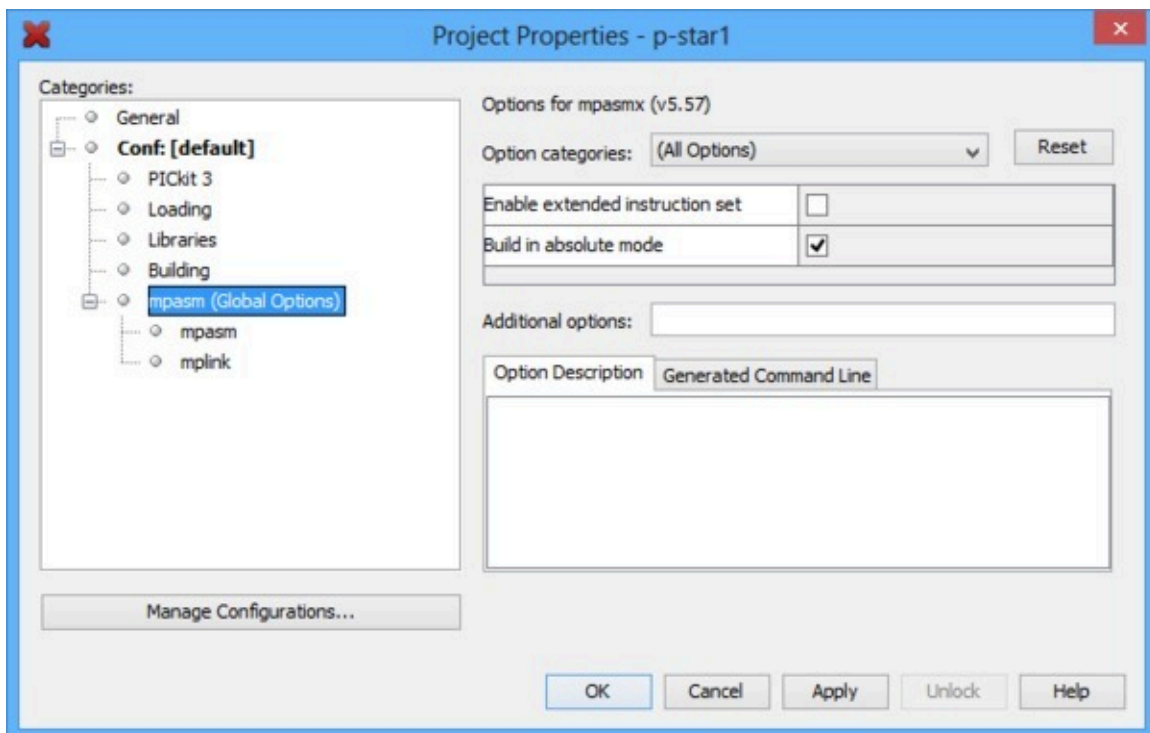 Project Properties - p-star1
Categories:
General
Conf: [default]
PICkit 3
Loading
Libraries
Building
mpasm (Global Options)
mpasm
mplink
Manage Configurations...
Options for mpasmx (v5.57)
Option categories: (All Options) Reset
Enable extended instruction set
Build in absolute mode
Additional options:
Option Description Generated Command Line
OK Cancel Apply Unlock Help